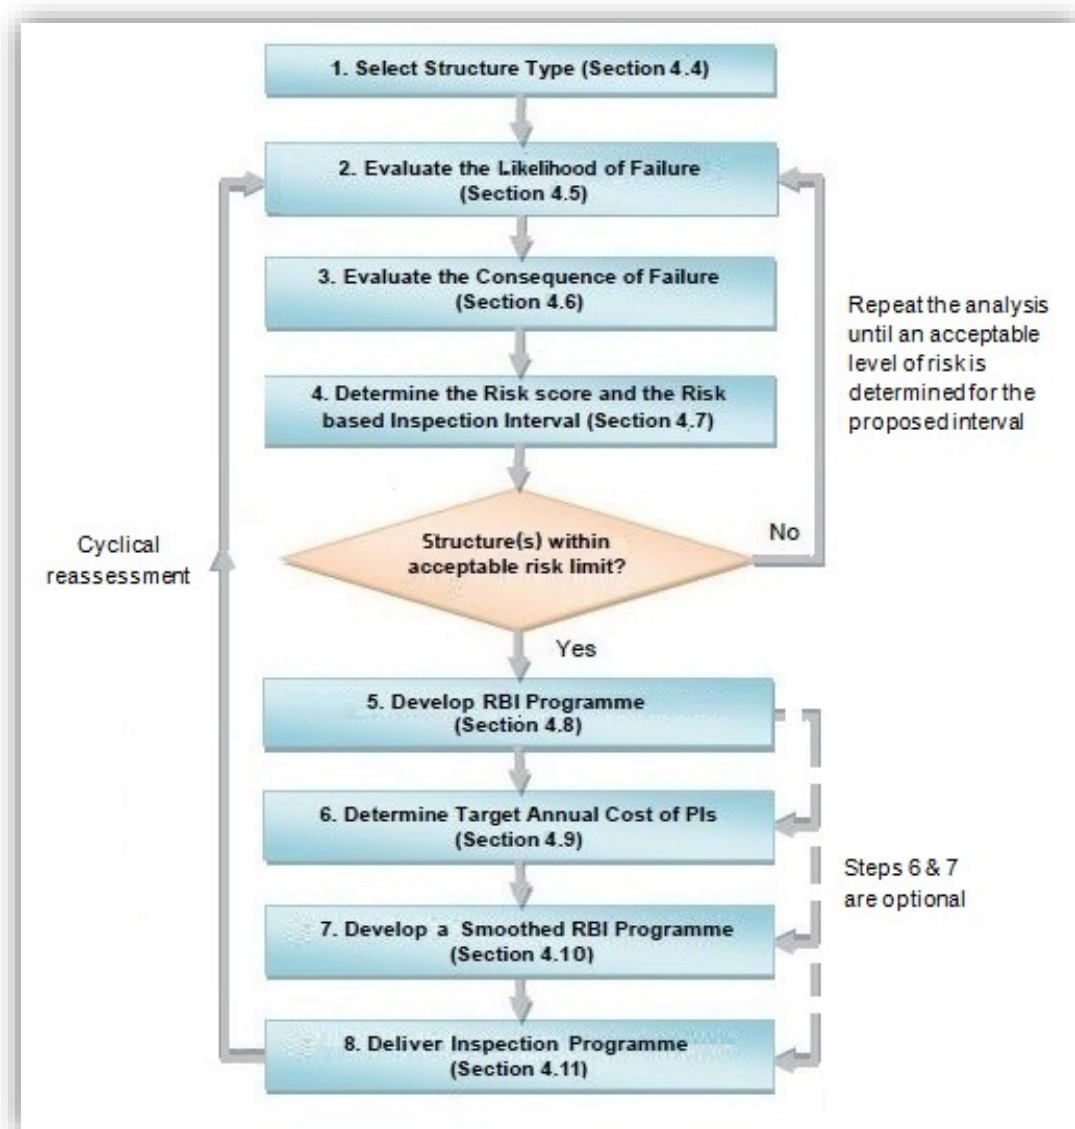 1. Select Structure Type (Section 4.4)
2. Evaluate the Likelihood of Failure
(Section 4.5)
3. Evaluate the Consequence of Failure
(Section 4.6)
4. Determine the Risk score and the Risk
based Inspection Interval (Section 4.7)
Repeat the analysis
until an acceptable
level of risk is
determined for the
proposed interval
Structure(s) within
acceptable risk limit?
No
Cyclical
reassessment
Yes
5. Develop RBI Programme
(Section 4.8)
6. Determine Target Annual Cost of PIs
(Section 4.9)
Steps 6 & 7
are optional
7. Develop a Smoothed RBI Programme
(Section 4.10)
8. Deliver Inspection Programme
(Section 4.11)